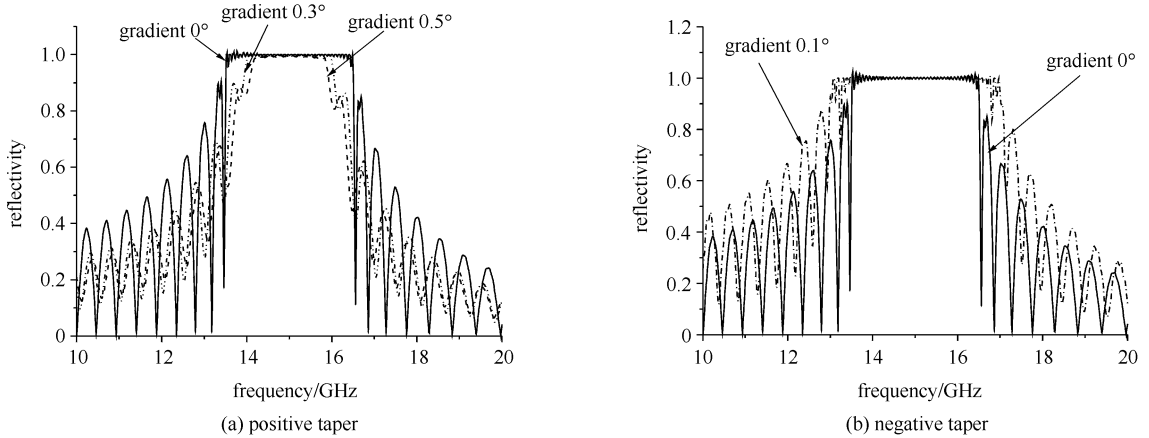 gradient 0.3°
gradient 0°
gradient 0.5°
1.0
0.8
0.6
0.4
0.2
0
reflectivity
10 12 14 16 18 20
frequency/GHz
(a) positive taper
1.2
1.0
0.8
0.6
0.4
0.2
0
reflectivity
gradient 0.1°
gradient 0°
10 12 14 16 18 20
frequency/GHz
(b) negative taper